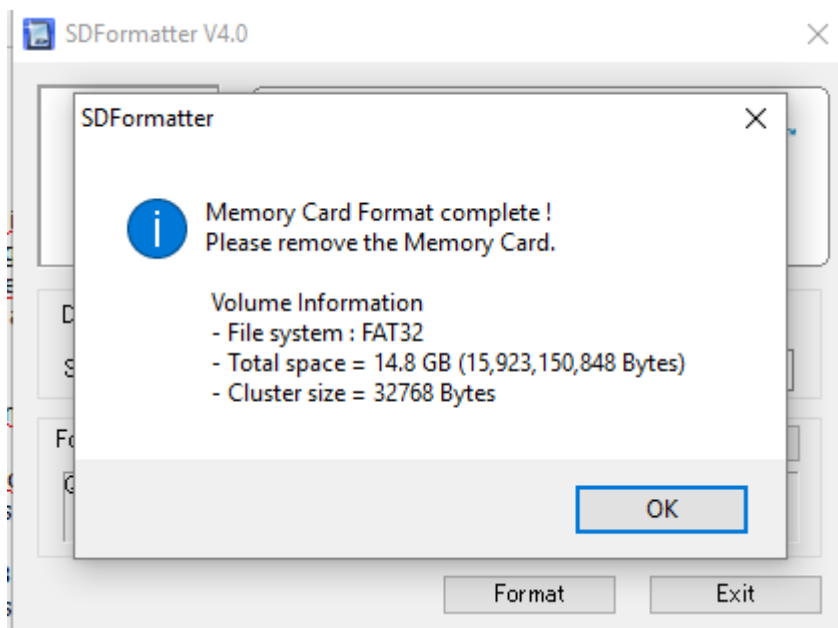 SDFormatter V4.0
SDFormatter
Memory Card Format complete !
Please remove the Memory Card.
Volume Information
- File system : FAT32
- Total space = 14.8 GB (15,923,150,848 Bytes)
- Cluster size = 32768 Bytes
OK
Format
Exit